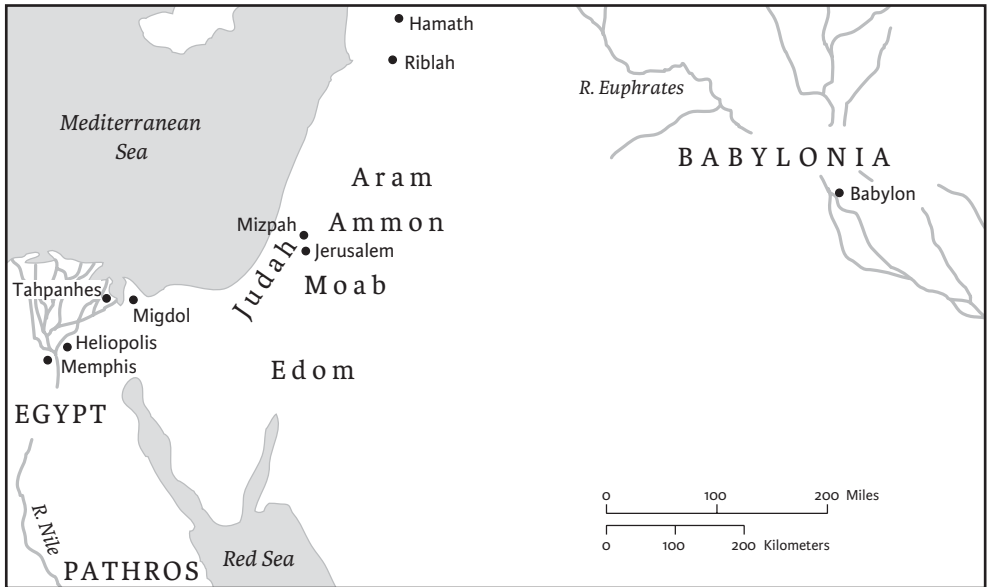 Hamath
Riblah
R. Euphrates
Mediterranean
Sea
BABYLONIA
Aram
Babylon
Ammon
Mizpah
Jerusalem
Judah
Moab
Tahpanhes
Migdol
Heliopolis
Memphis
Edom
EGYPT
0 100 200 Miles
R. Nile
0 100 200 Kilometers
Red Sea
PATHROS